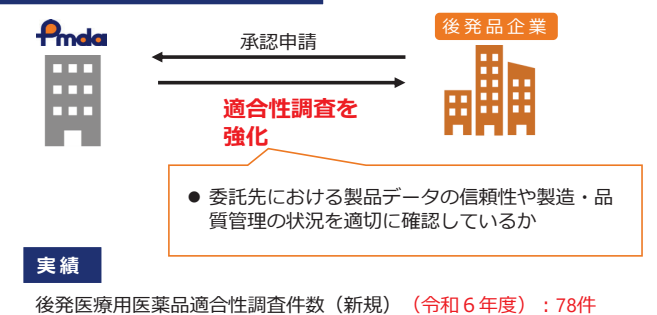 Pmda
後発品企業
承認申請
適合性調査を
強化
● 委託先における製品データの信頼性や製造・品
質管理の状況を適切に確認しているか
実績
後発医療用医薬品適合性調査件数（新規）（令和６年度）：78件